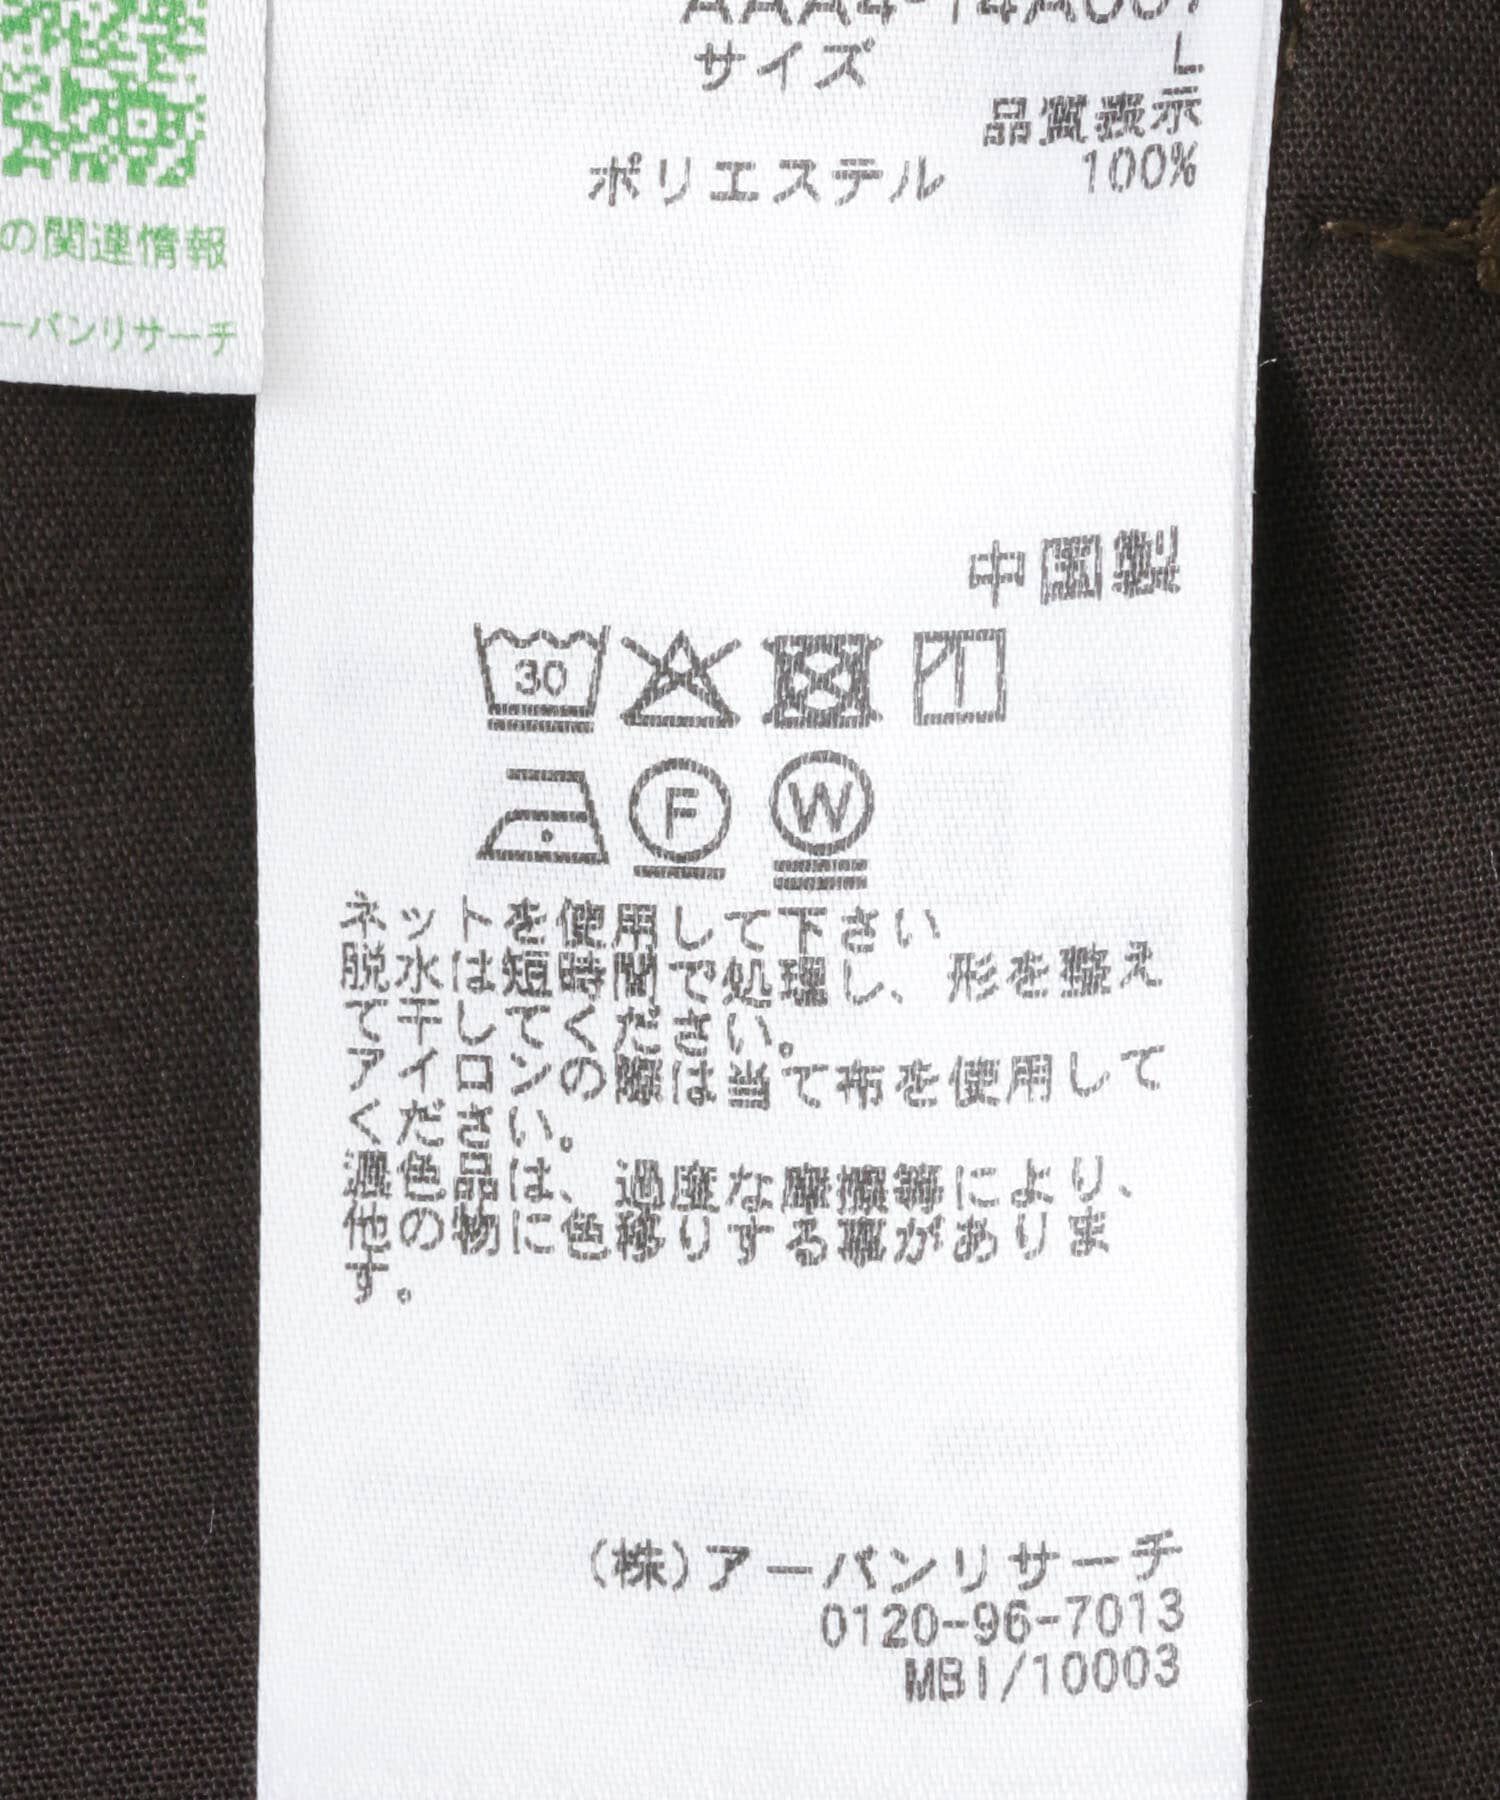 サイズ L
品質表示
ポリエステル 100%
の関連情報
ーバンリサーチ
中国製
30
F
W
ネットを使用して下さい
脱水は短時間で処理し、形を整え
て干してください。
アイロンの際は当て布を使用して
ください。
濃色品は、過度な摩擦等により、
他の物に色移りする事がありま
す。
(株)アーバンリサーチ
0120-96-7013
MBI/10003